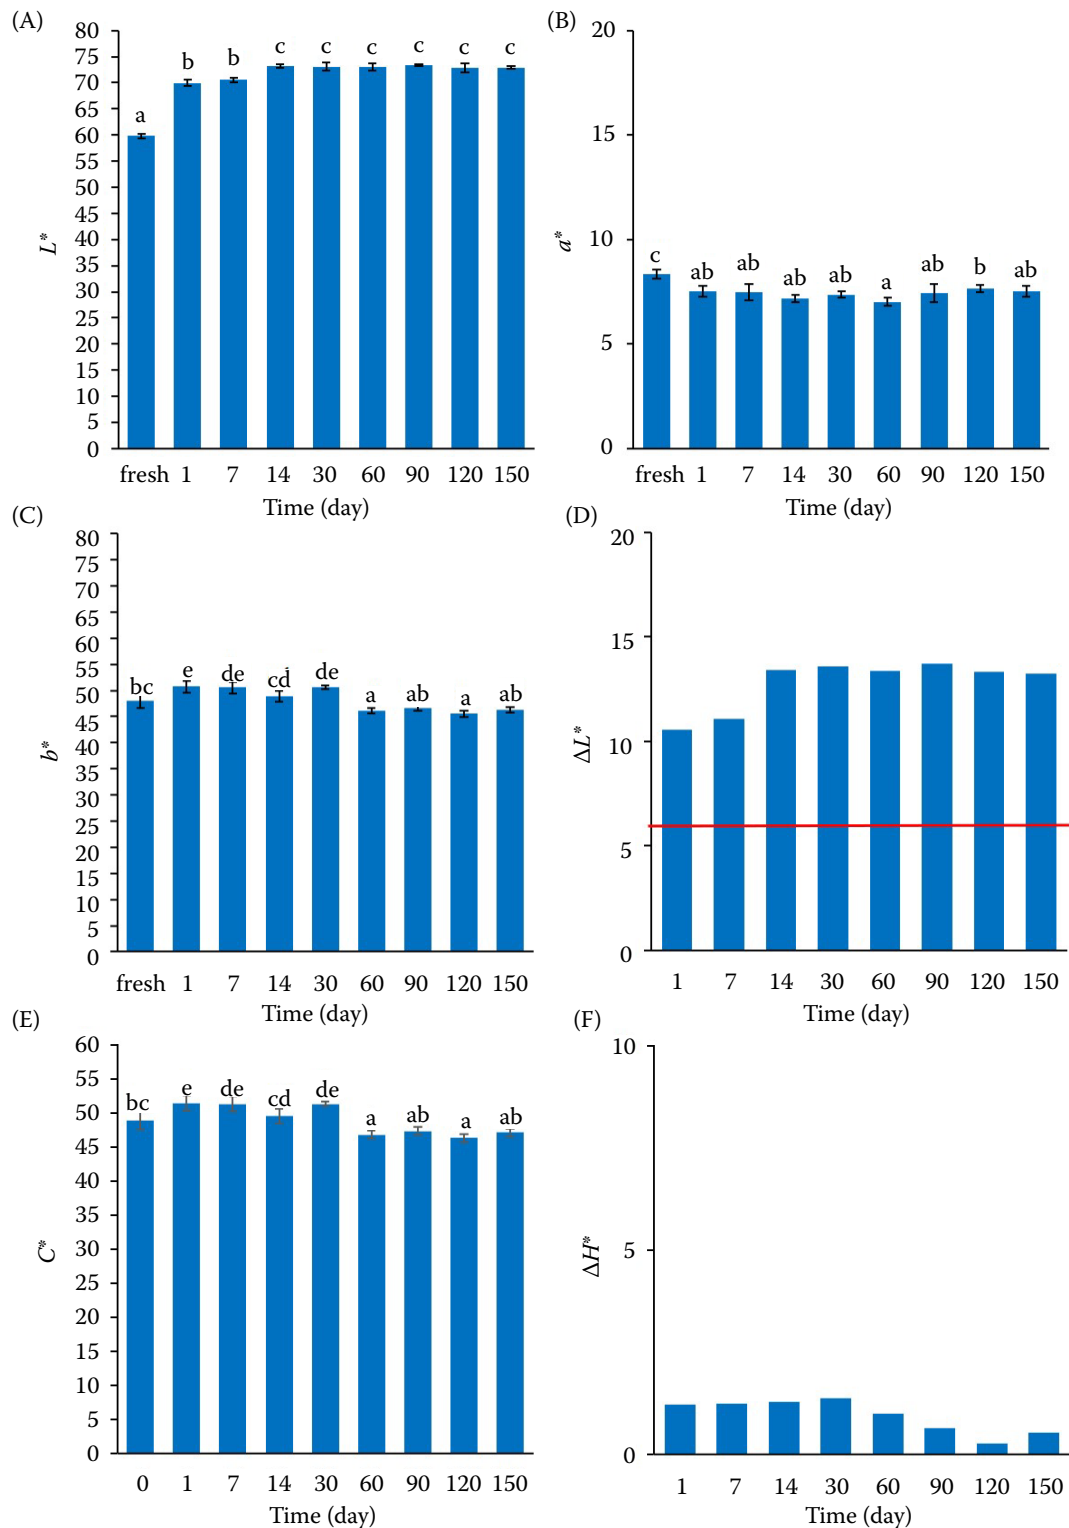 (A)
80
75
70
65
60
55
50
45
40
35
30
25
20
15
10
5
0
L*
a
b
b
c
c
c
c
c
c
fresh 1 7 14 30 60 90 120 150
Time (day)
(B)
20
15
10
5
0
a*
c
ab
ab
ab
ab
a
ab
b
ab
fresh 1 7 14 30 60 90 120 150
Time (day)
(C)
80
75
70
65
60
55
50
45
40
35
30
25
20
15
10
5
0
b*
bc
e
de
cd
de
a
ab
a
ab
fresh 1 7 14 30 60 90 120 150
Time (day)
(D)
20
15
10
5
0
ΔL*
1 7 14 30 60 90 120 150
Time (day)
(E)
60
55
50
45
40
35
30
25
20
15
10
5
0
C*
bc
e
de
cd
de
a
ab
a
ab
0 1 7 14 30 60 90 120 150
Time (day)
(F)
10
5
0
ΔH*
1 7 14 30 60 90 120 150
Time (day)